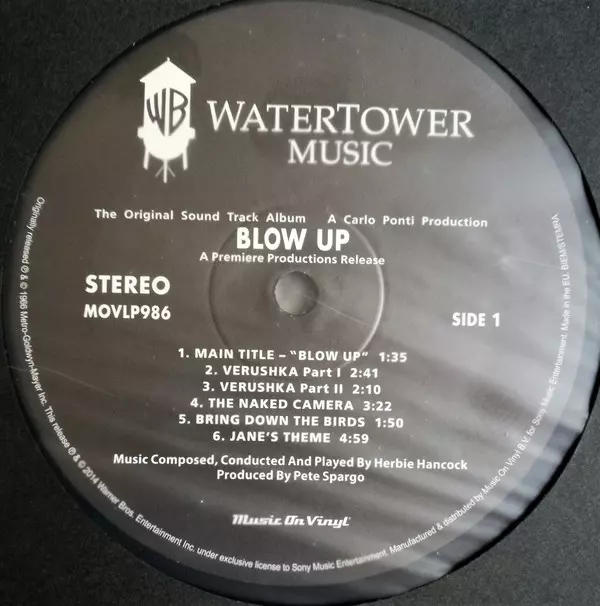 WB
WATERTOWER
MUSIC
The Original Sound Track Album A Carlo Ponti Production
BLOW UP
A Premiere Productions Release
STEREO
MOVLP986
SIDE 1
1. MAIN TITLE – "BLOW UP" 1:35
2. VERUSHKA Part I 2:41
3. VERUSHKA Part II 2:10
4. THE NAKED CAMERA 3:22
5. BRING DOWN THE BIRDS 1:50
6. JANE'S THEME 4:59
Music Composed, Conducted And Played By Herbie Hancock
Produced By Pete Spargo
Music On Vinyl
Originally released ℗ & © 1966 Metro-Goldwyn-Mayer Inc. This release ℗ & © 2014 Warner Bros. Entertainment Inc. under exclusive license to Sony Music Entertainment. Manufactured & distributed by Music On Vinyl B.V. for Sony Music Entertainment. Made in the EU. BIEM/STEMRA